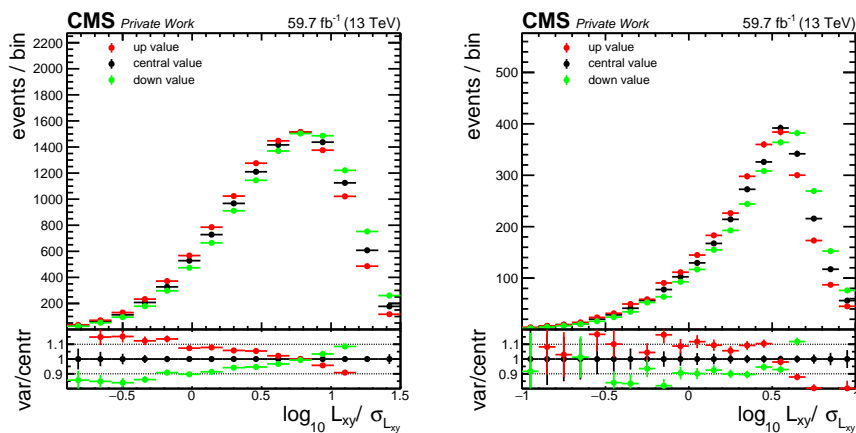 CMS Private Work 59.7 fb⁻¹ (13 TeV)
events / bin
2200
2000
1800
1600
1400
1200
1000
800
600
400
200
up value
central value
down value
var/centr
1.1
1
0.9
−0.5 0 0.5 1 1.5
log₁₀ Lxy/ σLxy
CMS Private Work 59.7 fb⁻¹ (13 TeV)
events / bin
500
400
300
200
100
up value
central value
down value
var/centr
1.1
1
0.9
−1 −0.5 0 0.5 1
log₁₀ Lxy/ σLxy